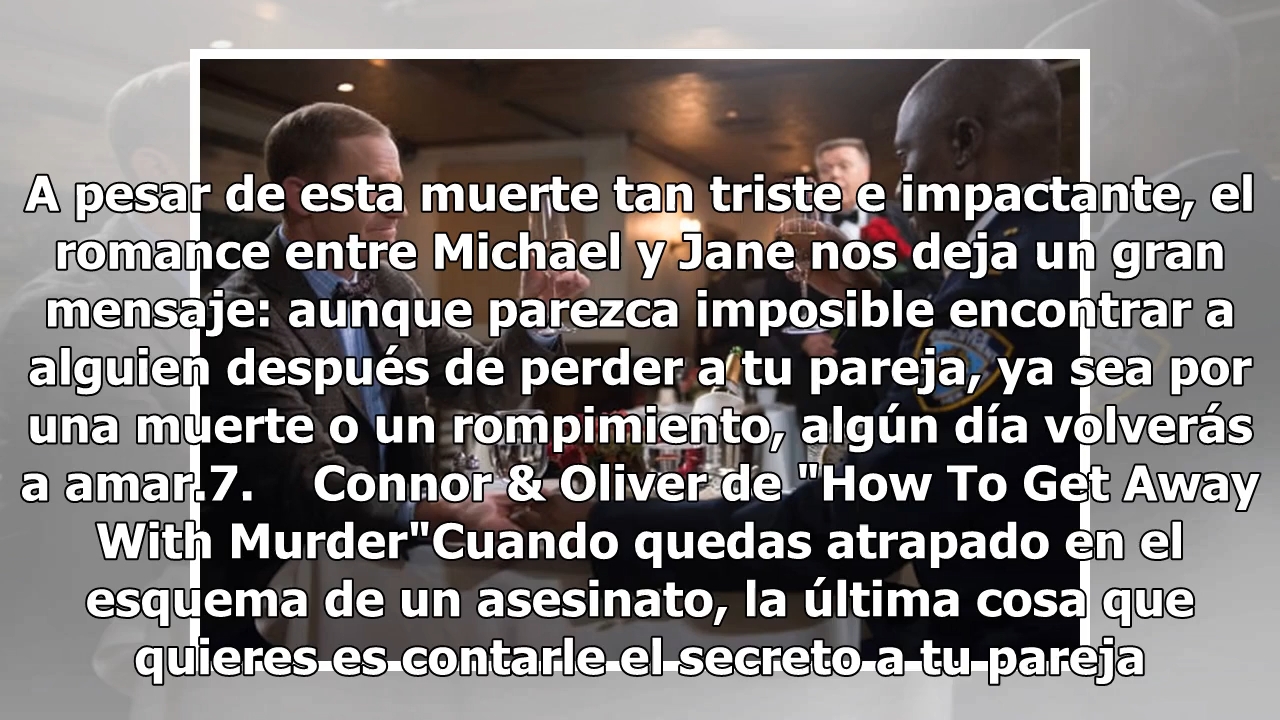 A pesar de esta muerte tan triste e impactante, el
romance entre Michael y Jane nos deja un gran
mensaje: aunque parezca imposible encontrar a
alguien después de perder a tu pareja, ya sea por
una muerte o un rompimiento, algún día volverás
a amar.7.    Connor & Oliver de "How To Get Away
With Murder"Cuando quedas atrapado en el
esquema de un asesinato, la última cosa que
quieres es contarle el secreto a tu pareja